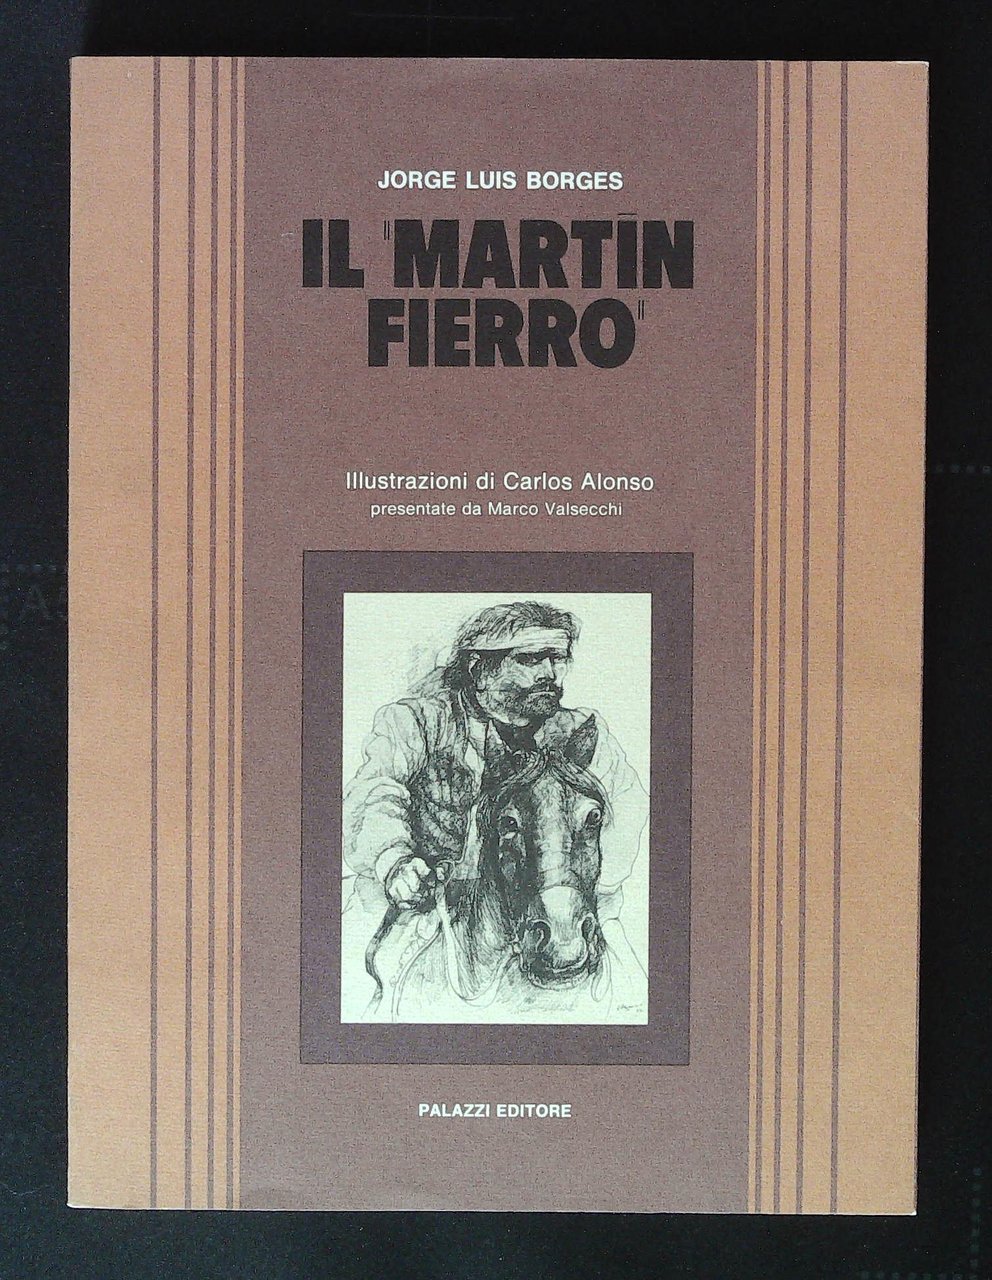 JORGE LUIS BORGES
IL "MARTÍN
FIERRO"
Illustrazioni di Carlos Alonso
presentate da Marco Valsecchi
PALAZZI EDITORE